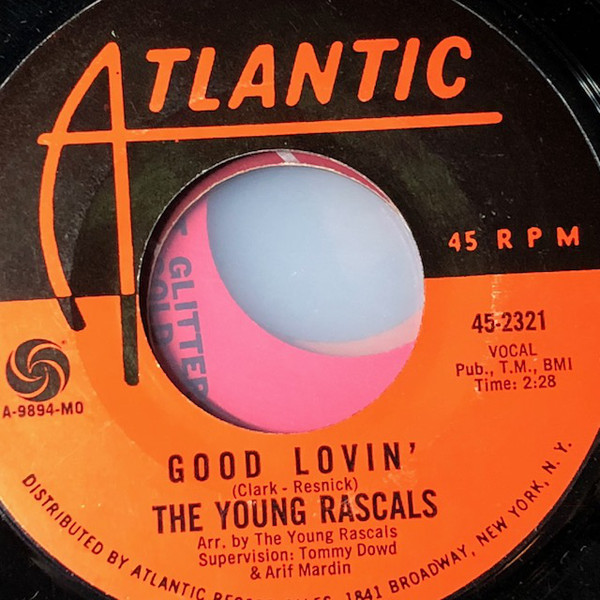 ATLANTIC
45 RPM
GLITTER
GOLD
45-2321
VOCAL
Pub., T.M., BMI
Time: 2:28
A-9894-MO
GOOD LOVIN'
(Clark - Resnick)
THE YOUNG RASCALS
Arr. by The Young Rascals
Supervision: Tommy Dowd
& Arif Mardin
DISTRIBUTED BY ATLANTIC 1841 BROADWAY, NEW YORK, N. Y.